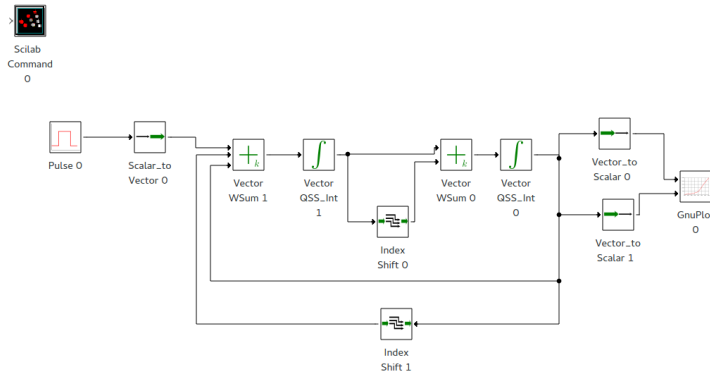 Scilab
Command
0
Pulse 0
Scalar_to
Vector 0
k
Vector
WSum 1
Vector
QSS_Int
1
Index
Shift 0
k
Vector
WSum 0
Vector
QSS_Int
0
Vector_to
Scalar 0
Vector_to
Scalar 1
GnuPlo
0
Index
Shift 1